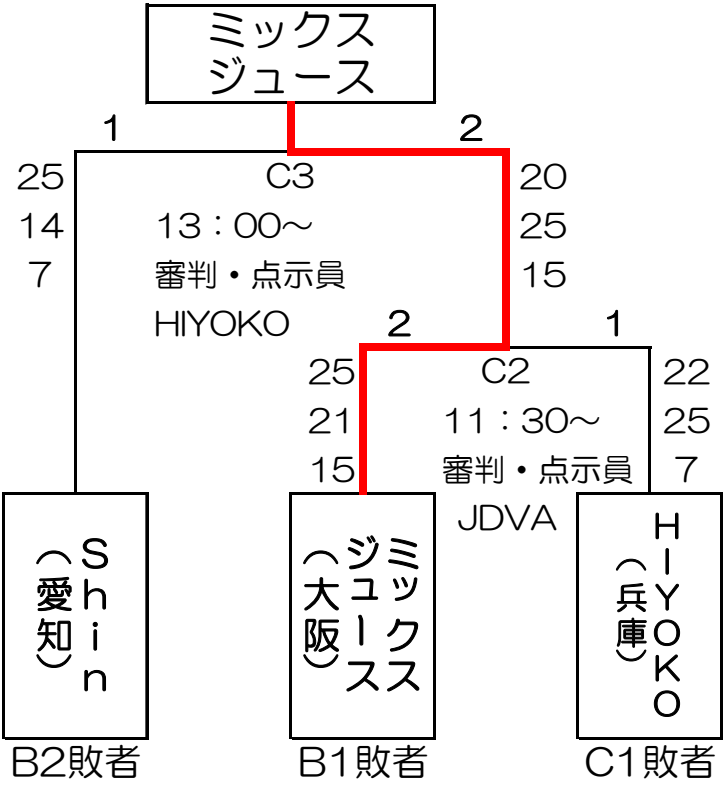 ミックス
ジュース
1
2
25
C3
20
14
13：00～
25
7
審判・点示員
15
HIYOKO
2
1
25
C2
22
21
11：30～
25
15
審判・点示員
7
JDVA
Shin
（愛知）
ミックス
ジュース
（大阪）
HIYOKO
（兵庫）
B2敗者
B1敗者
C1敗者